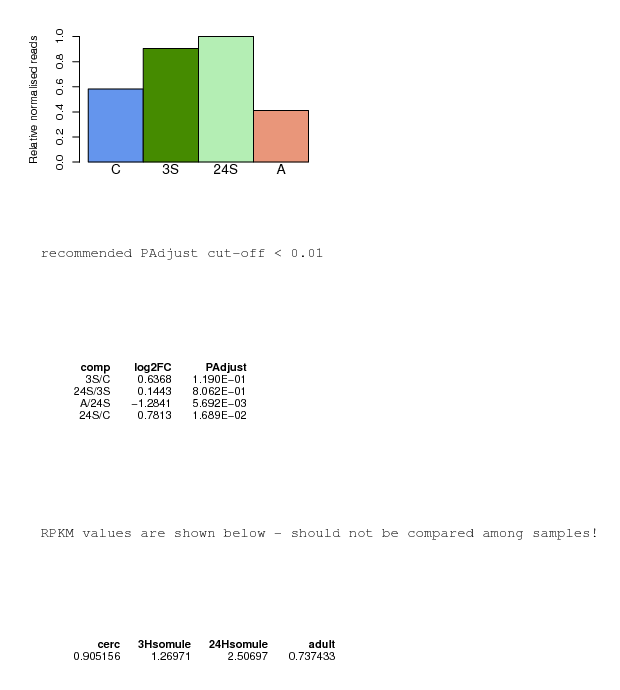 Relative normalised reads
1.0
0.8
0.6
0.4
0.2
0.0
C 3S 24S A
recommended PAdjust cut-off < 0.01
comp log2FC PAdjust
3S/C 0.6368 1.190E−01
24S/3S 0.1443 8.062E−01
A/24S −1.2841 5.692E−03
24S/C 0.7813 1.689E−02
RPKM values are shown below - should not be compared among samples!
cerc 3Hsomule 24Hsomule adult
0.905156 1.26971 2.50697 0.737433